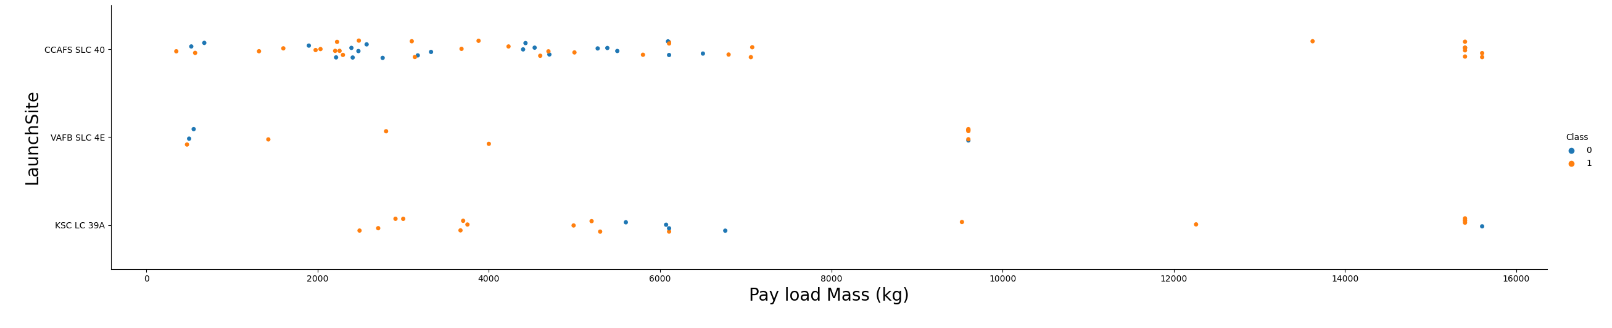 LaunchSite
CCAFS SLC 40
VAFB SLC 4E
KSC LC 39A
0 2000 4000 6000 8000 10000 12000 14000 16000
Pay load Mass (kg)
Class
0
1